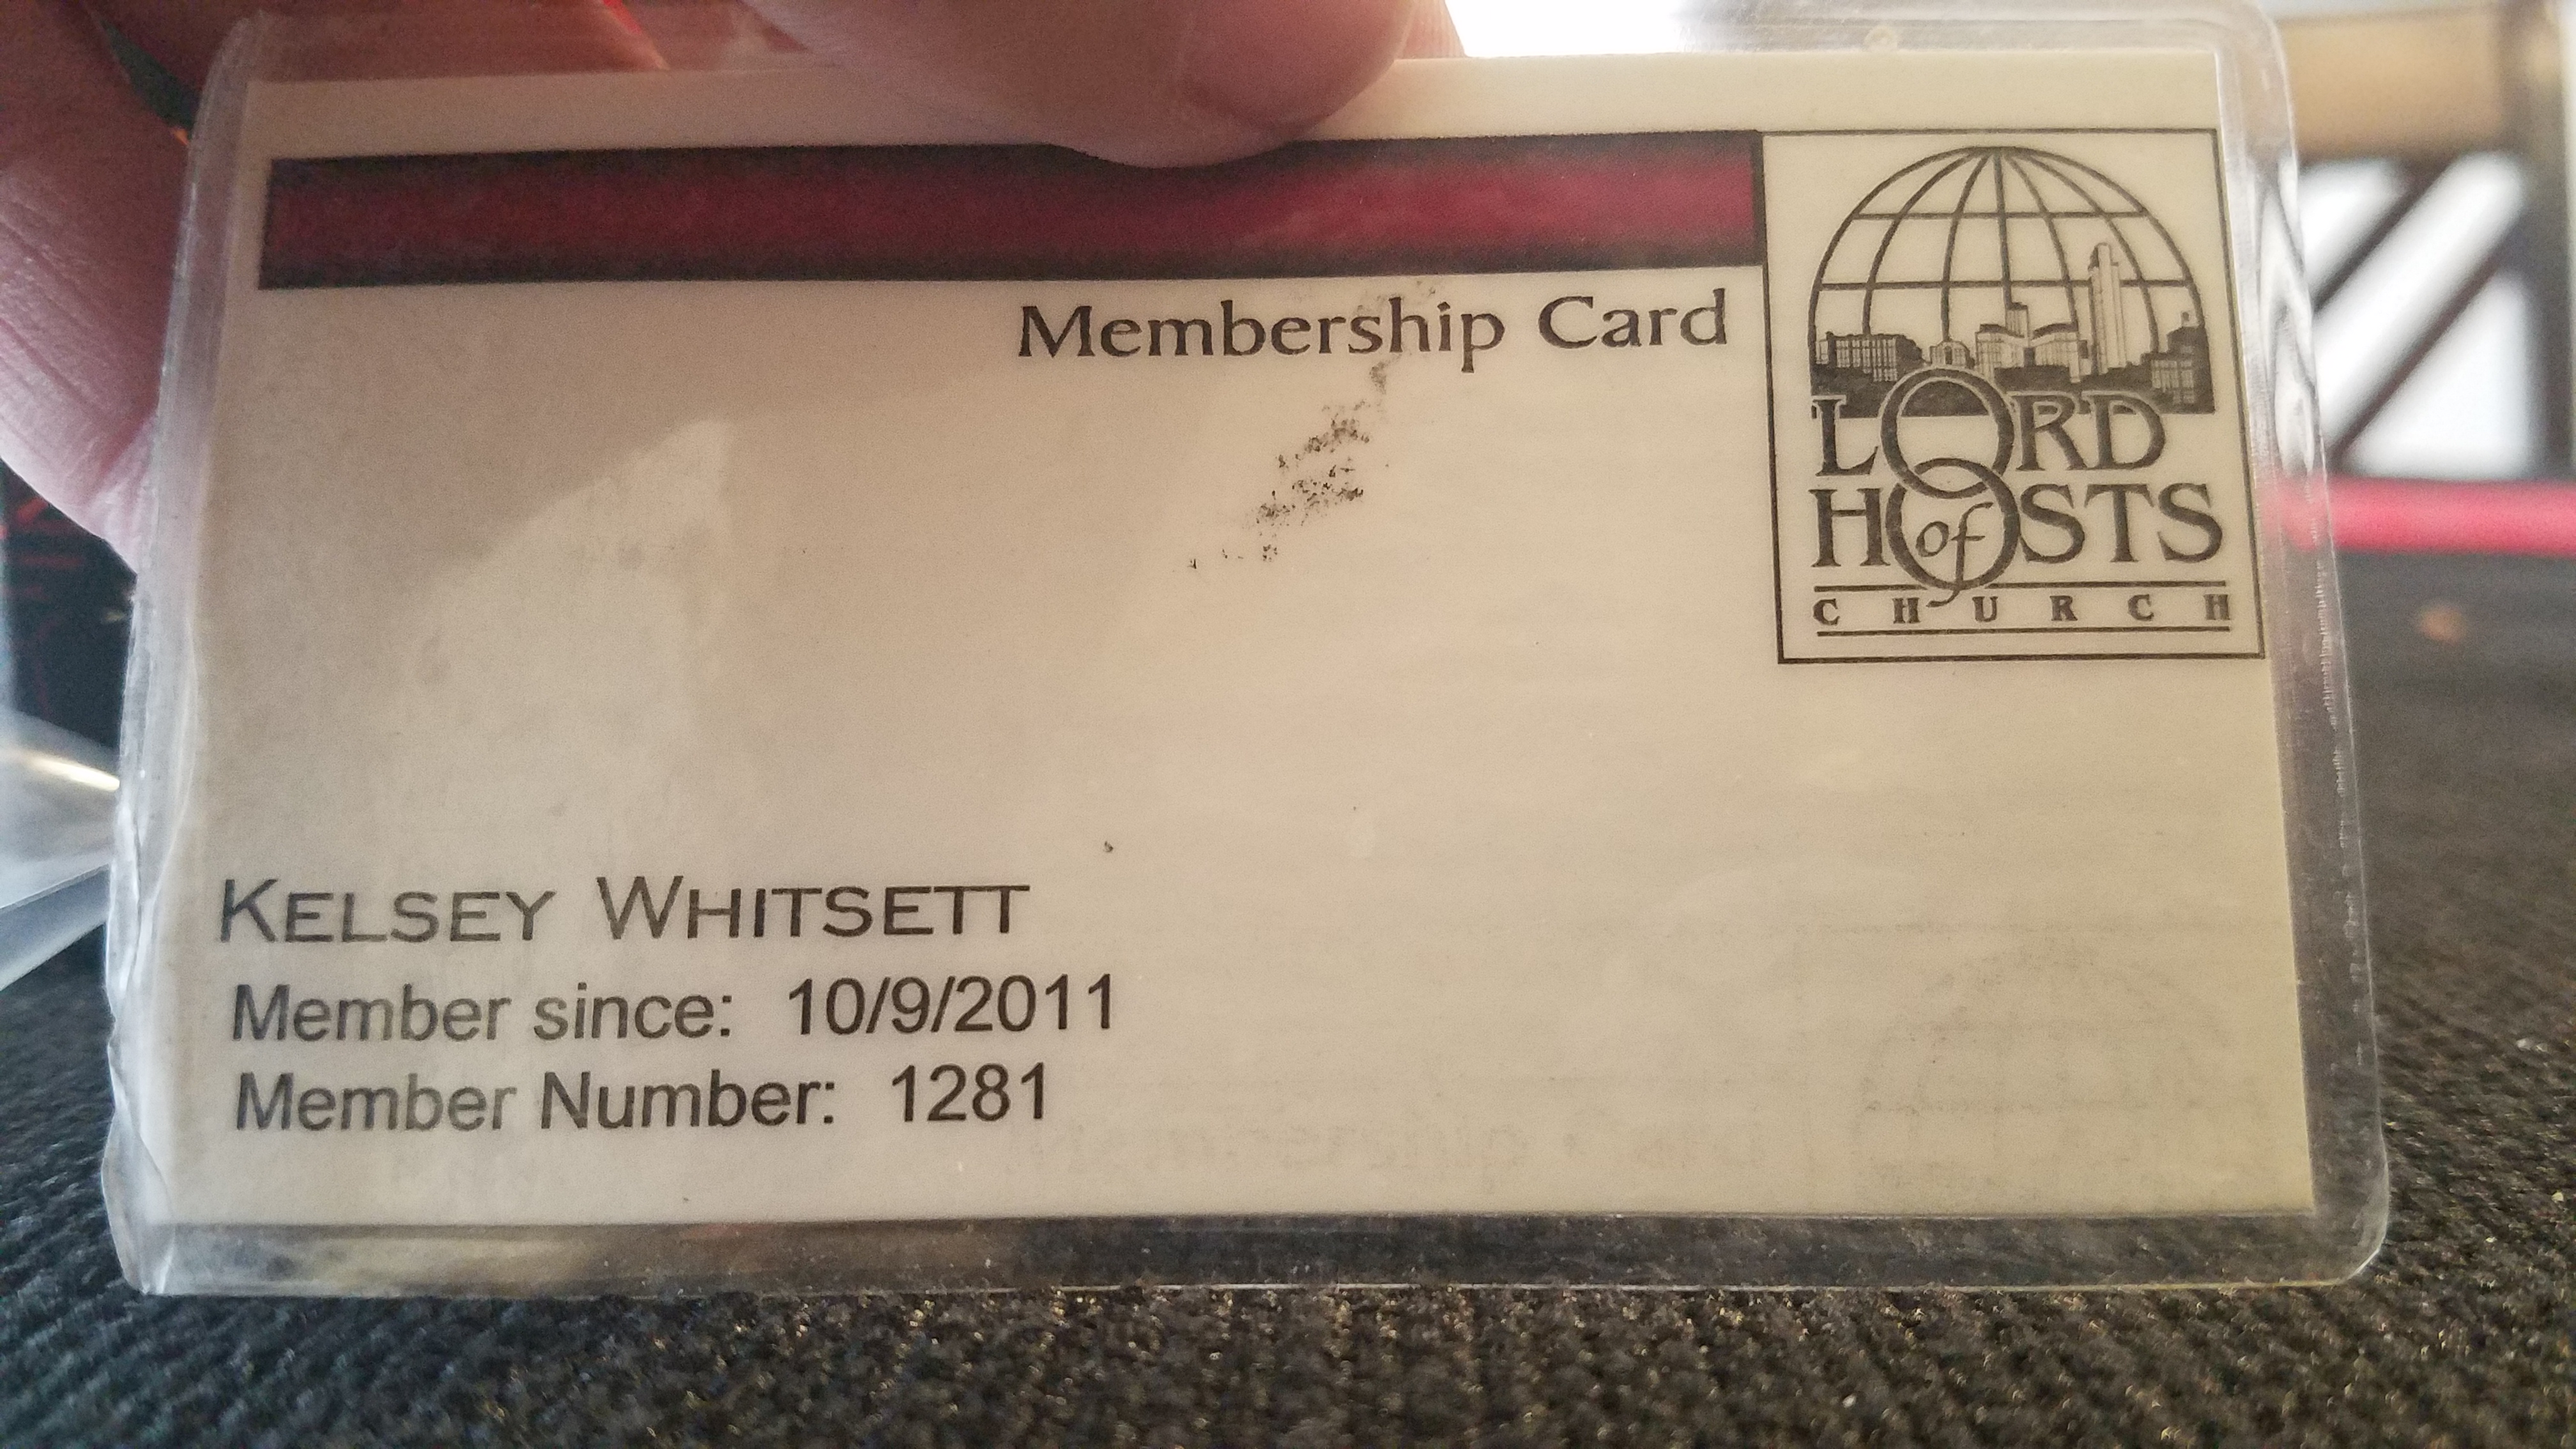 Membership Card
LORD
of
HOSTS
CHURCH
KELSEY WHITSETT
Member since: 10/9/2011
Member Number: 1281